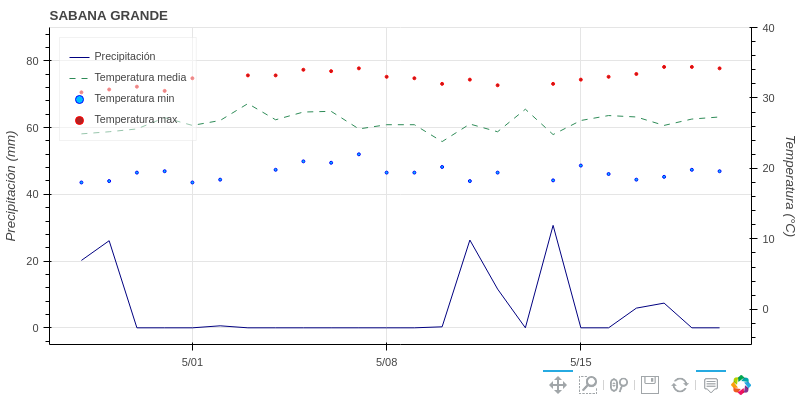 SABANA GRANDE
Precipitación
Temperatura media
Temperatura min
Temperatura max
Precipitación (mm)
80
60
40
20
0
40
30
20
10
0
Temperatura (°C)
5/01
5/08
5/15